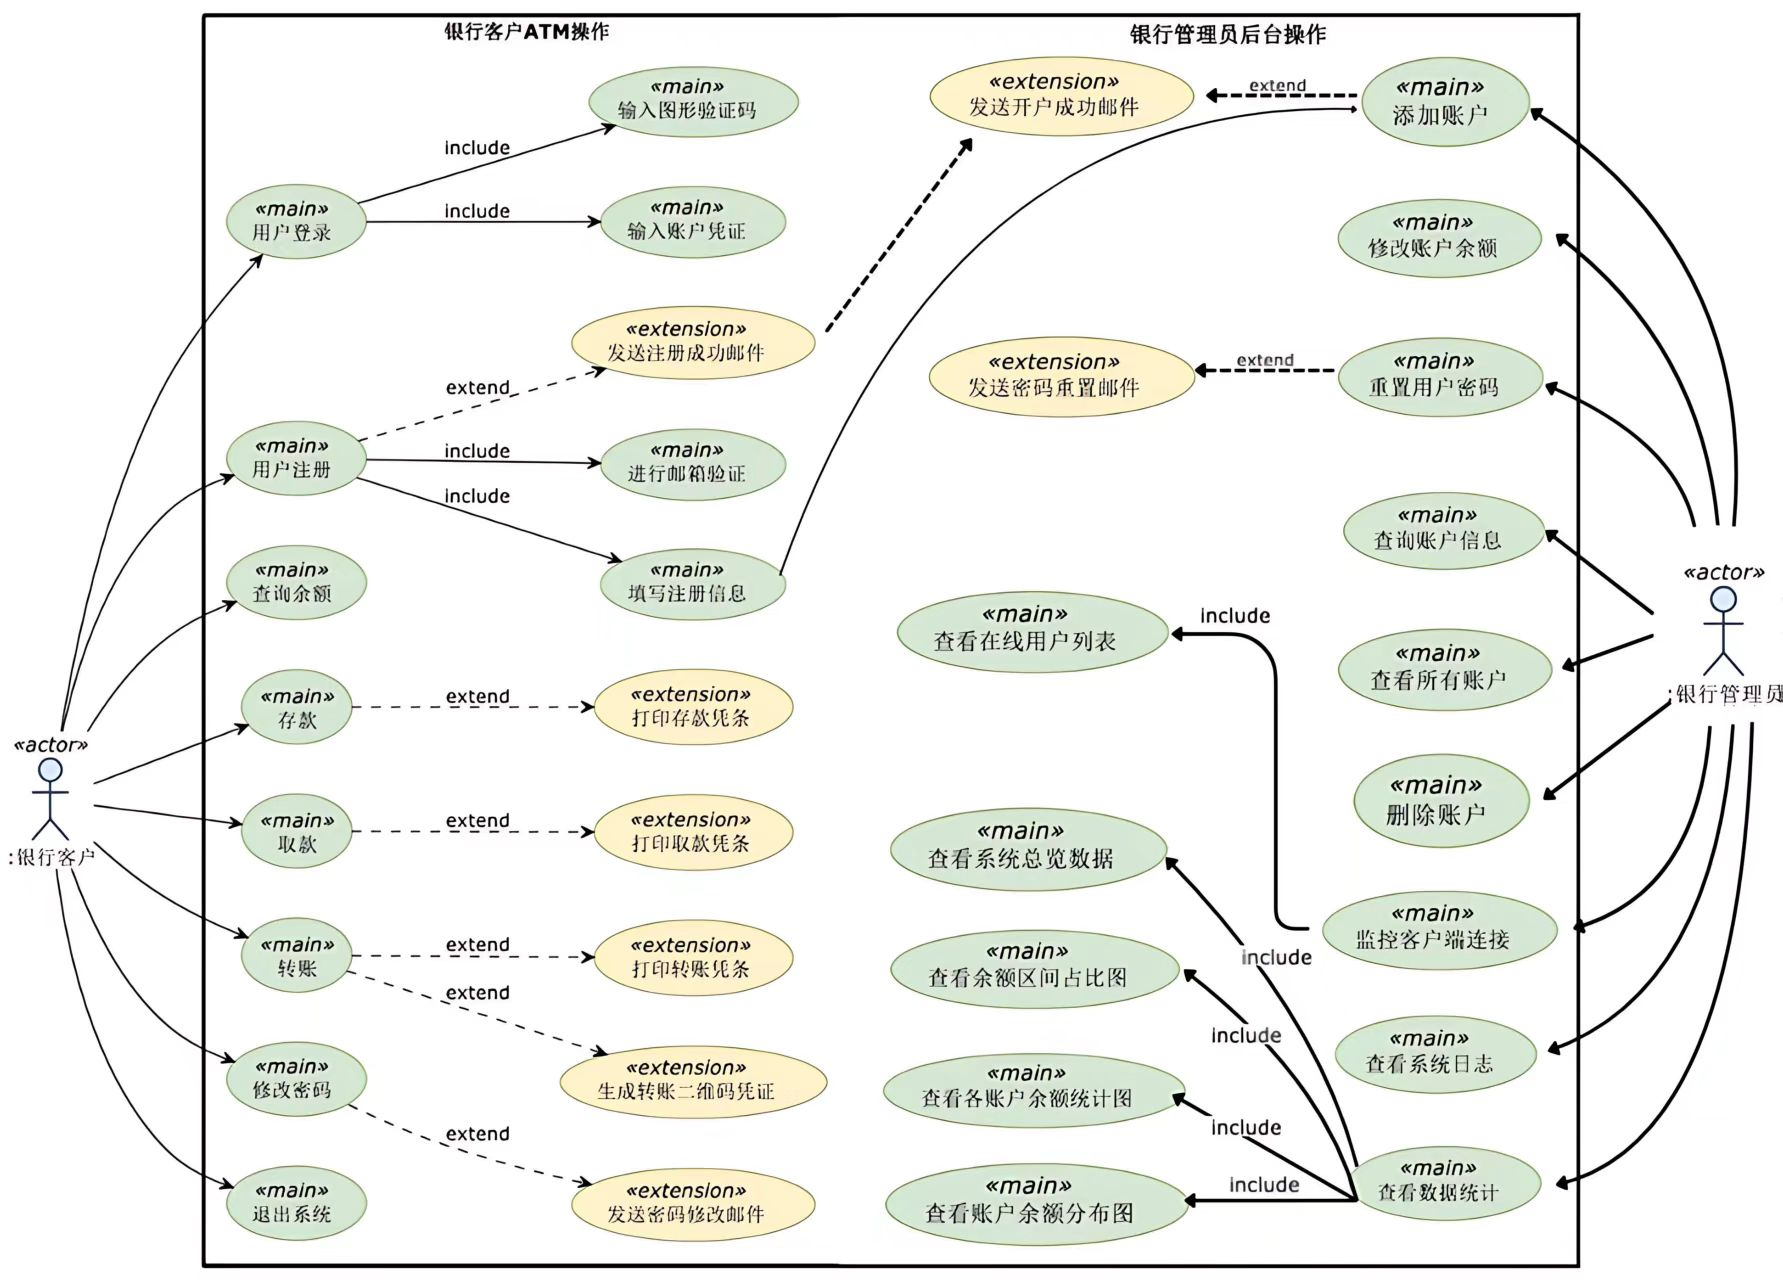 银行客户ATM操作
«main»
输入图形验证码
include
«main»
用户登录
include
«main»
输入账户凭证
«extension»
发送注册成功邮件
extend
«main»
用户注册
include
«main»
进行邮箱验证
include
«main»
填写注册信息
«main»
查询余额
«main»
存款
extend
«extension»
打印存款凭条
«actor»
:银行客户
«main»
取款
extend
«extension»
打印取款凭条
«main»
转账
extend
«extension»
打印转账凭条
extend
«extension»
生成转账二维码凭证
«main»
修改密码
extend
«extension»
发送密码修改邮件
«main»
退出系统
银行管理员后台操作
«extension»
发送开户成功邮件
extend
«main»
添加账户
«main»
修改账户余额
«extension»
发送密码重置邮件
extend
«main»
重置用户密码
«main»
查询账户信息
«actor»
:银行管理员
«main»
查看在线用户列表
include
«main»
查看所有账户
«main»
删除账户
«main»
查看系统总览数据
«main»
监控客户端连接
include
«main»
查看余额区间占比图
include
«main»
查看系统日志
«main»
查看各账户余额统计图
include
«main»
查看数据统计
include
«main»
查看账户余额分布图